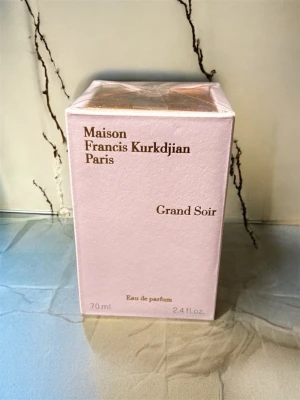 Maison
Francis Kurkdjian
Paris
Grand Soir
Eau de parfum
70 ml 2.4 fl.oz.